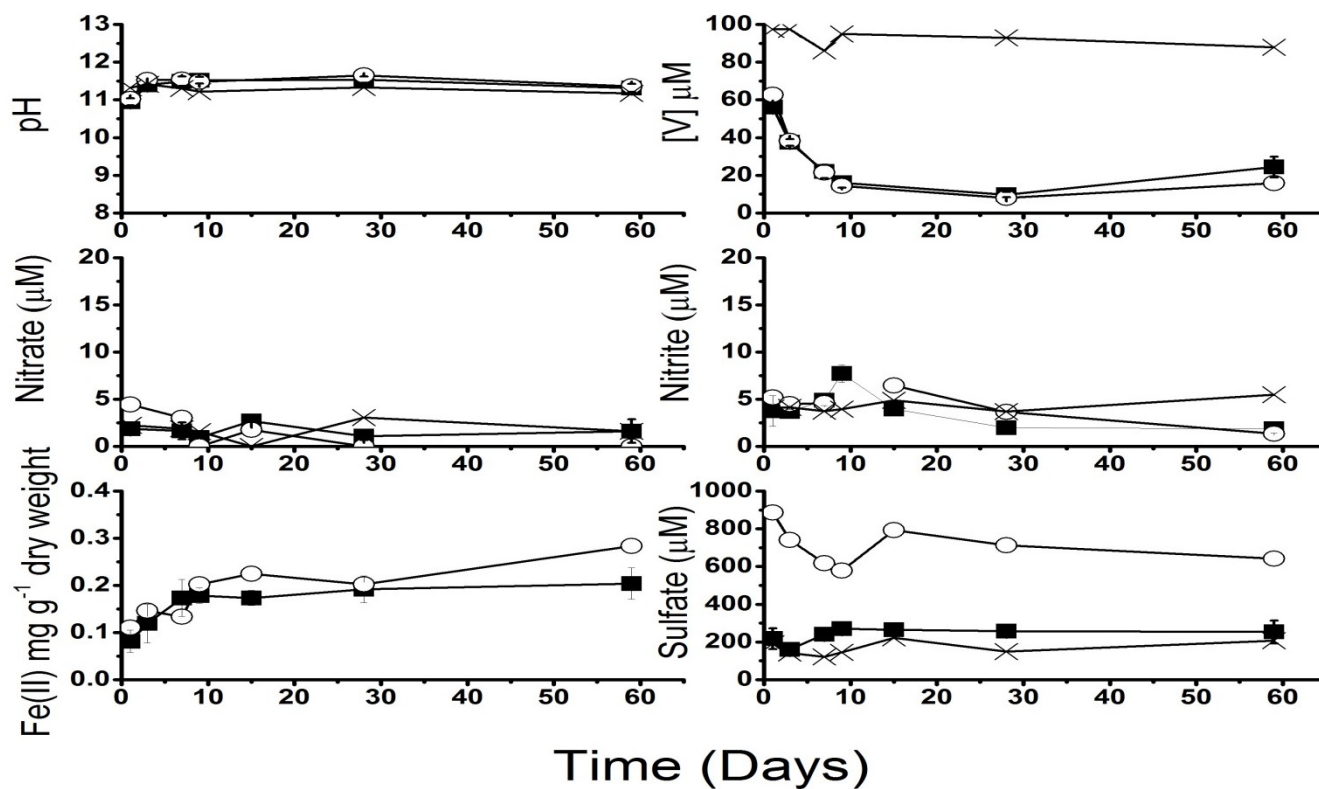 13
12
11
10
9
8
pH
0 10 20 30 40 50 60
100
80
60
40
20
0
[V] μM
0 10 20 30 40 50 60
20
15
10
5
0
Nitrate (μM)
0 10 20 30 40 50 60
20
15
10
5
0
Nitrite (μM)
0 10 20 30 40 50 60
0.4
0.3
0.2
0.1
0.0
Fe(II) mg g-1 dry weight
0 10 20 30 40 50 60
1000
800
600
400
200
0
Sulfate (μM)
0 10 20 30 40 50 60
Time (Days)